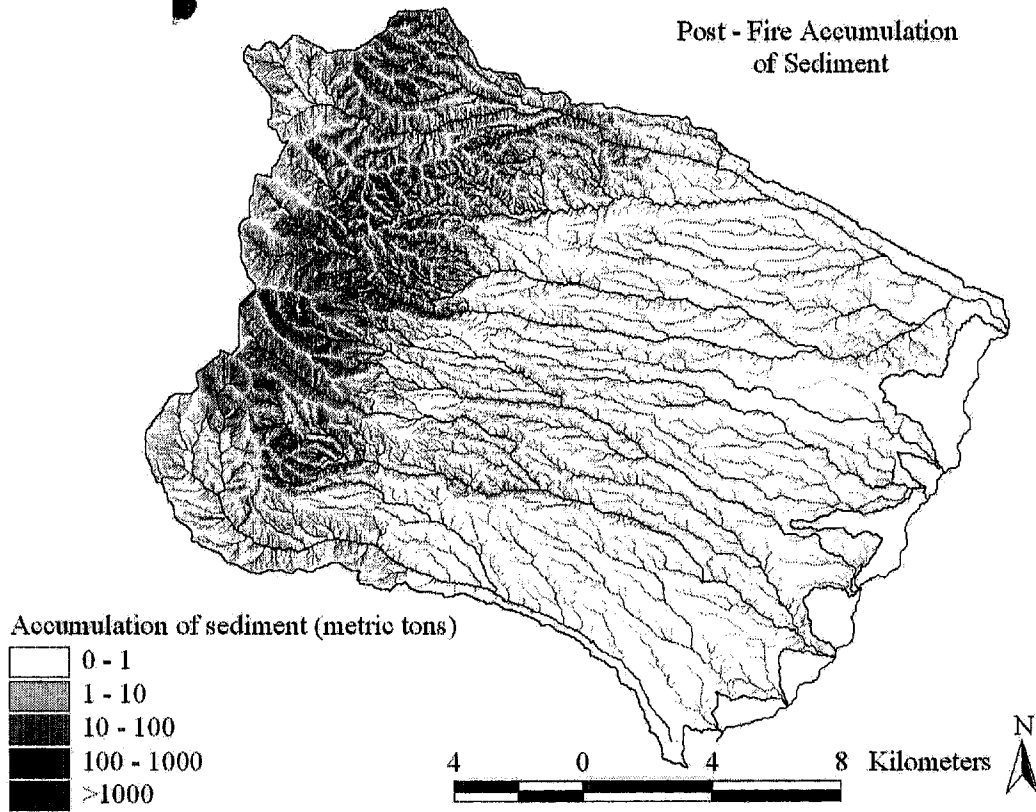 Post - Fire Accumulation
of Sediment
Accumulation of sediment (metric tons)
0 - 1
1 - 10
10 - 100
100 - 1000
>1000
4 0 4 8 Kilometers
N